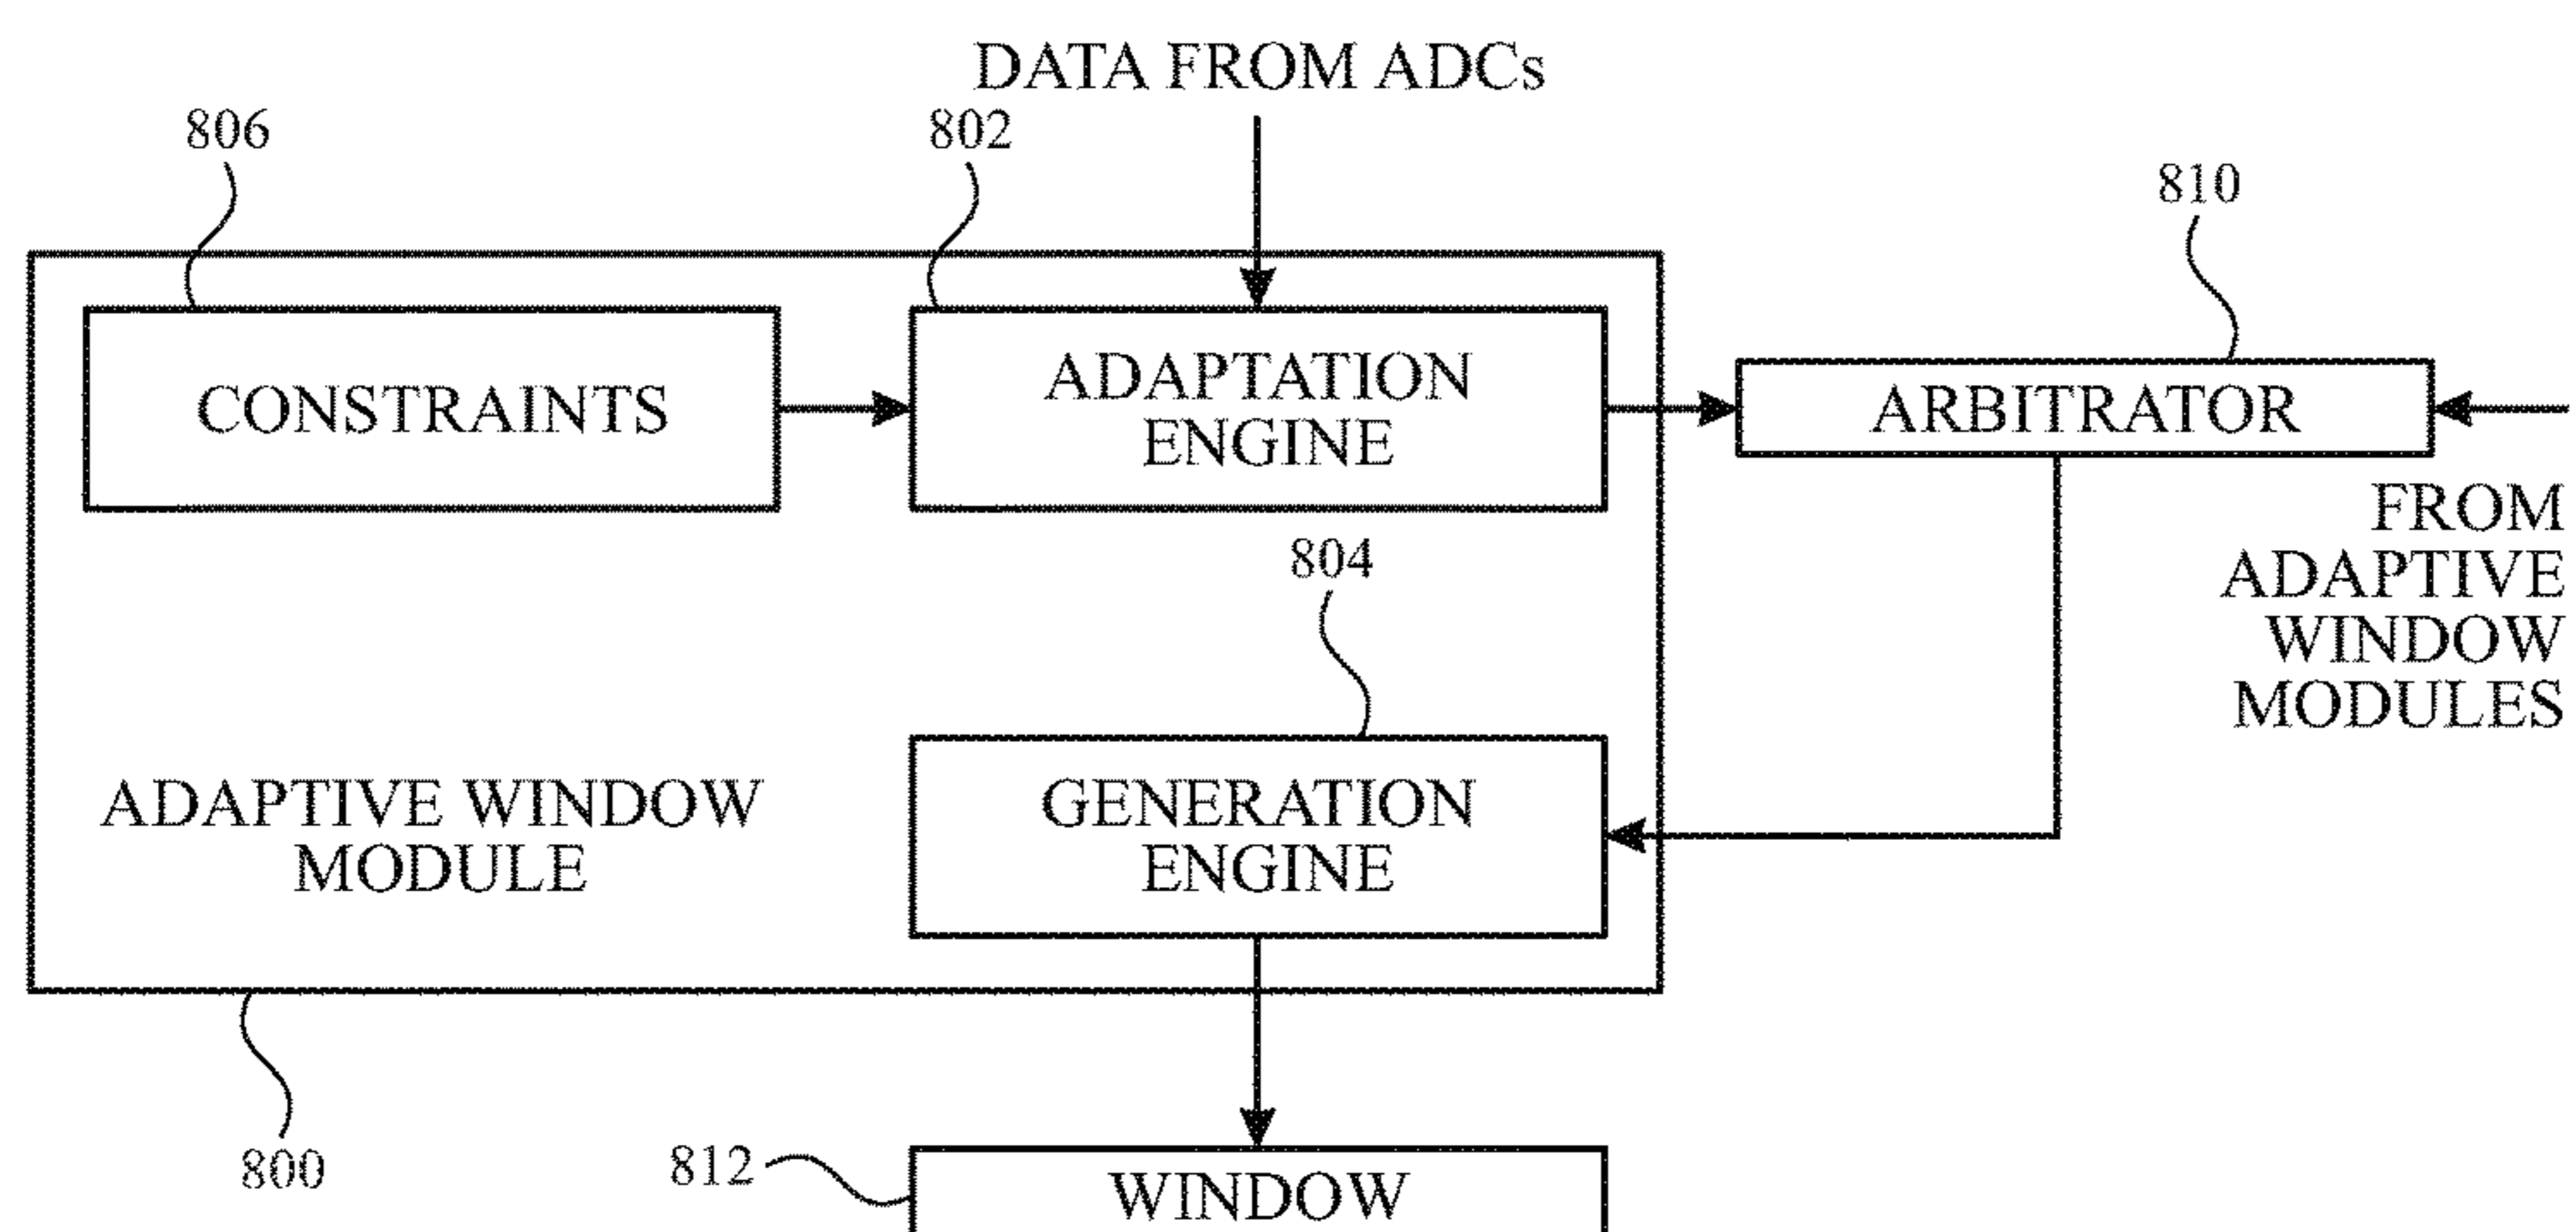 DATA FROM ADCs
806
802
810
CONSTRAINTS
ADAPTATION
ENGINE
ARBITRATOR
FROM
ADAPTIVE
WINDOW
MODULES
804
ADAPTIVE WINDOW
MODULE
GENERATION
ENGINE
800
812
WINDOW